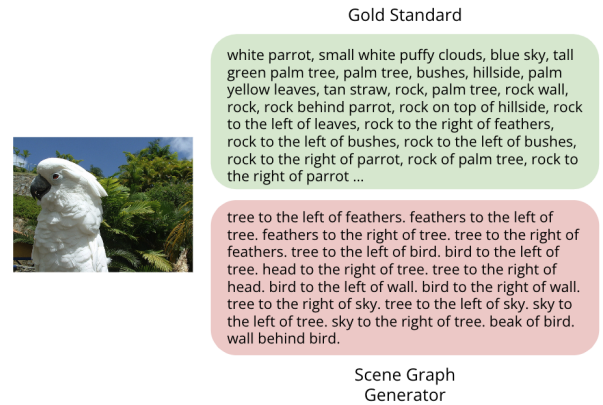 Gold Standard
white parrot, small white puffy clouds, blue sky, tall
green palm tree, palm tree, bushes, hillside, palm
yellow leaves, tan straw, rock, palm tree, rock wall,
rock, rock behind parrot, rock on top of hillside, rock
to the left of leaves, rock to the right of feathers,
rock to the left of bushes, rock to the left of bushes,
rock to the right of parrot, rock of palm tree, rock to
the right of parrot ...
tree to the left of feathers. feathers to the left of
tree. feathers to the right of tree. tree to the right of
feathers. tree to the left of bird. bird to the left of
tree. head to the right of tree. tree to the right of
head. bird to the left of wall. bird to the right of wall.
tree to the right of sky. tree to the left of sky. sky to
the left of tree. sky to the right of tree. beak of bird.
wall behind bird.
Scene Graph
Generator